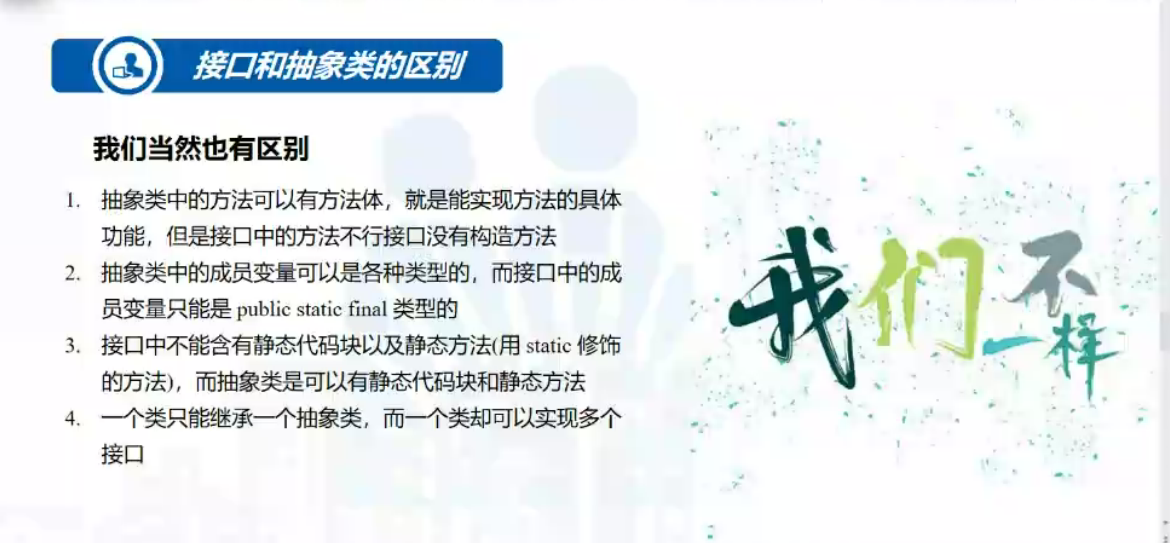 接口和抽象类的区别
我们当然也有区别
1. 抽象类中的方法可以有方法体，就是能实现方法的具体
功能，但是接口中的方法不行接口没有构造方法
2. 抽象类中的成员变量可以是各种类型的，而接口中的成
员变量只能是 public static final 类型的
3. 接口中不能含有静态代码块以及静态方法(用 static 修饰
的方法)，而抽象类是可以有静态代码块和静态方法
4. 一个类只能继承一个抽象类，而一个类却可以实现多个
接口
我们不
一样